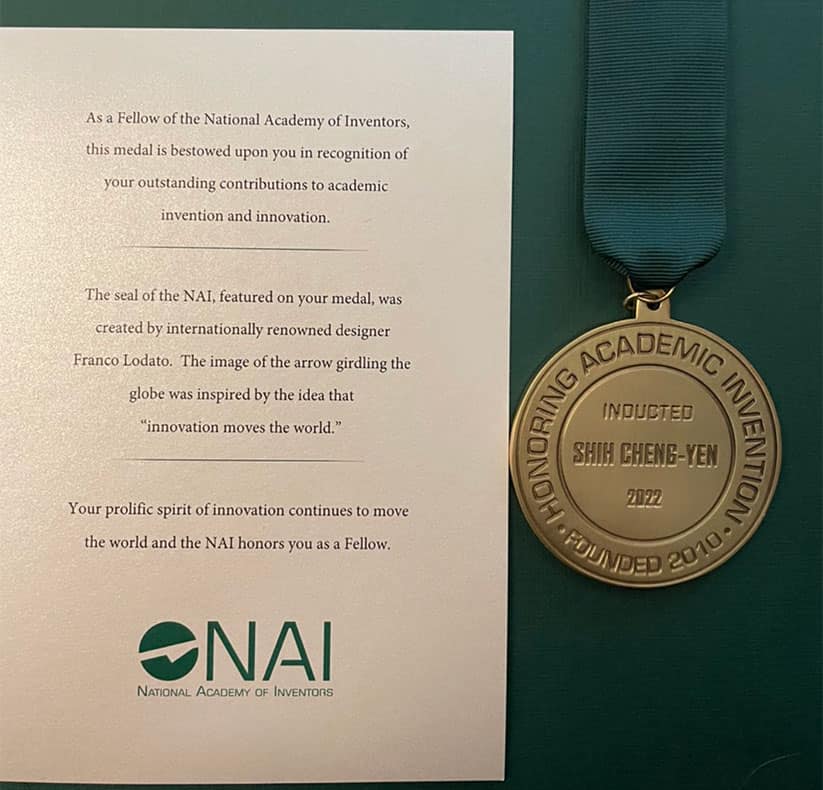 As a Fellow of the National Academy of Inventors,
this medal is bestowed upon you in recognition of
your outstanding contributions to academic
invention and innovation.
The seal of the NAI, featured on your medal, was
created by internationally renowned designer
Franco Lodato.  The image of the arrow girdling the
globe was inspired by the idea that
“innovation moves the world.”
Your prolific spirit of innovation continues to move
the world and the NAI honors you as a Fellow.
NAI
NATIONAL ACADEMY OF INVENTORS
HONORING ACADEMIC INVENTION
INDUCTED
SHIH CHENG-YEN
2022
• FOUNDED 2010 •